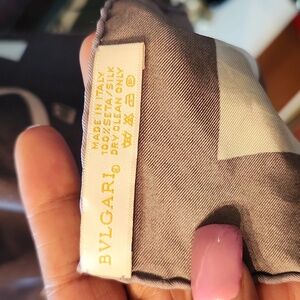 MADE IN ITALY
100%SETA/SILK
DRY CLEAN ONLY
BVLGARI®